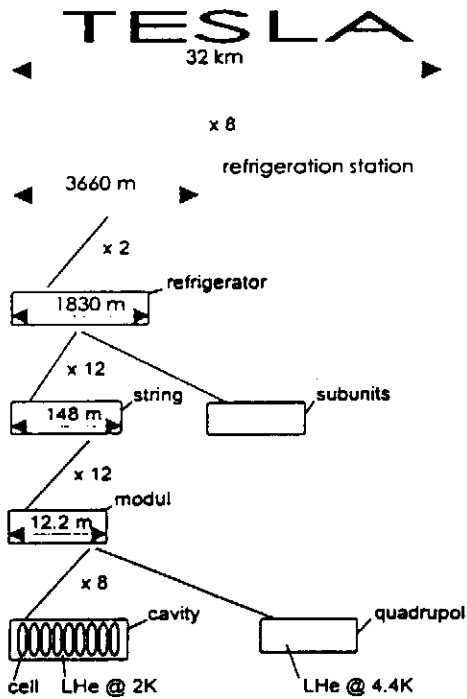 TESLA
32 km
x 8
refrigeration station
3660 m
x 2
refrigerator
1830 m
x 12
string
subunits
148 m
x 12
modul
12.2 m
x 8
cavity
quadrupol
cell
LHe @ 2K
LHe @ 4.4K